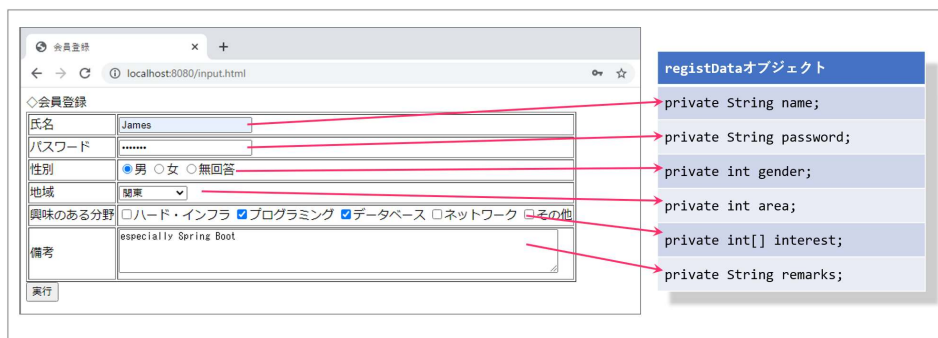 会員登録
localhost:8080/input.html
◇会員登録
氏名 James
パスワード •••••••
性別 男 女 無回答
地域 関東
興味のある分野 ハード・インフラ プログラミング データベース ネットワーク その他
備考 especially Spring Boot
実行
registDataオブジェクト
private String name;
private String password;
private int gender;
private int area;
private int[] interest;
private String remarks;